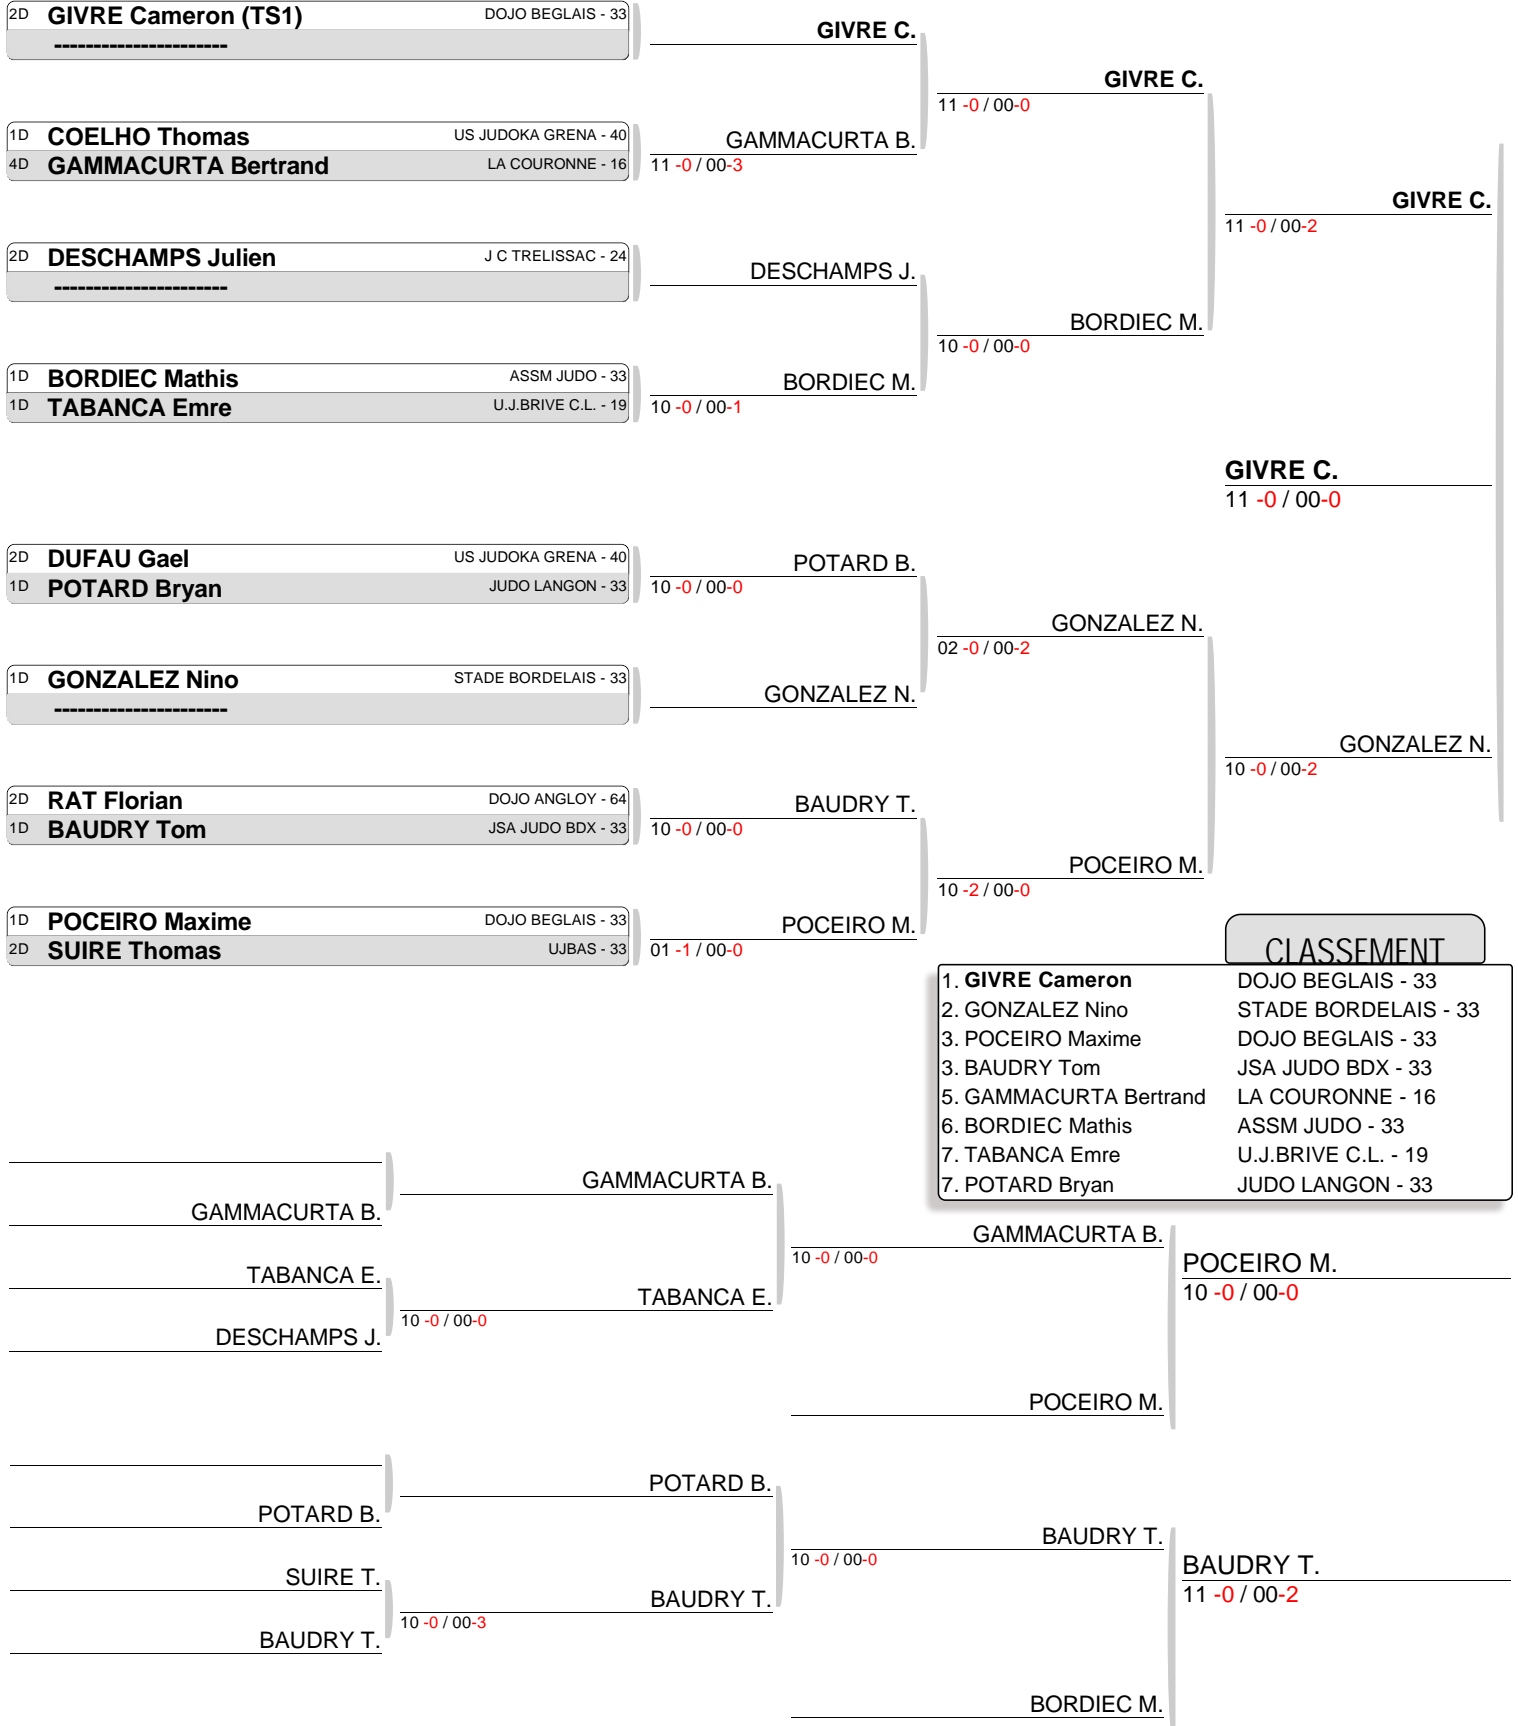 2D GIVRE Cameron (TS1) DOJO BEGLAIS - 33
----------------------
GIVRE C.
GIVRE C.
11 -0 / 00-0
1D COELHO Thomas US JUDOKA GRENA - 40
4D GAMMACURTA Bertrand LA COURONNE - 16
GAMMACURTA B.
11 -0 / 00-3
GIVRE C.
11 -0 / 00-2
2D DESCHAMPS Julien J C TRELISSAC - 24
----------------------
DESCHAMPS J.
BORDIEC M.
10 -0 / 00-0
1D BORDIEC Mathis ASSM JUDO - 33
1D TABANCA Emre U.J.BRIVE C.L. - 19
BORDIEC M.
10 -0 / 00-1
GIVRE C.
11 -0 / 00-0
2D DUFAU Gael US JUDOKA GRENA - 40
1D POTARD Bryan JUDO LANGON - 33
POTARD B.
10 -0 / 00-0
GONZALEZ N.
02 -0 / 00-2
1D GONZALEZ Nino STADE BORDELAIS - 33
----------------------
GONZALEZ N.
GONZALEZ N.
10 -0 / 00-2
2D RAT Florian DOJO ANGLOY - 64
1D BAUDRY Tom JSA JUDO BDX - 33
BAUDRY T.
10 -0 / 00-0
POCEIRO M.
10 -2 / 00-0
1D POCEIRO Maxime DOJO BEGLAIS - 33
2D SUIRE Thomas UJBAS - 33
POCEIRO M.
01 -1 / 00-0
CLASSEMENT
1. GIVRE Cameron DOJO BEGLAIS - 33
2. GONZALEZ Nino STADE BORDELAIS - 33
3. POCEIRO Maxime DOJO BEGLAIS - 33
3. BAUDRY Tom JSA JUDO BDX - 33
5. GAMMACURTA Bertrand LA COURONNE - 16
6. BORDIEC Mathis ASSM JUDO - 33
7. TABANCA Emre U.J.BRIVE C.L. - 19
7. POTARD Bryan JUDO LANGON - 33
GAMMACURTA B.
GAMMACURTA B.
GAMMACURTA B.
10 -0 / 00-0
POCEIRO M.
10 -0 / 00-0
TABANCA E.
TABANCA E.
10 -0 / 00-0
DESCHAMPS J.
POCEIRO M.
POTARD B.
POTARD B.
BAUDRY T.
10 -0 / 00-0
BAUDRY T.
11 -0 / 00-2
SUIRE T.
BAUDRY T.
10 -0 / 00-3
BAUDRY T.
BORDIEC M.